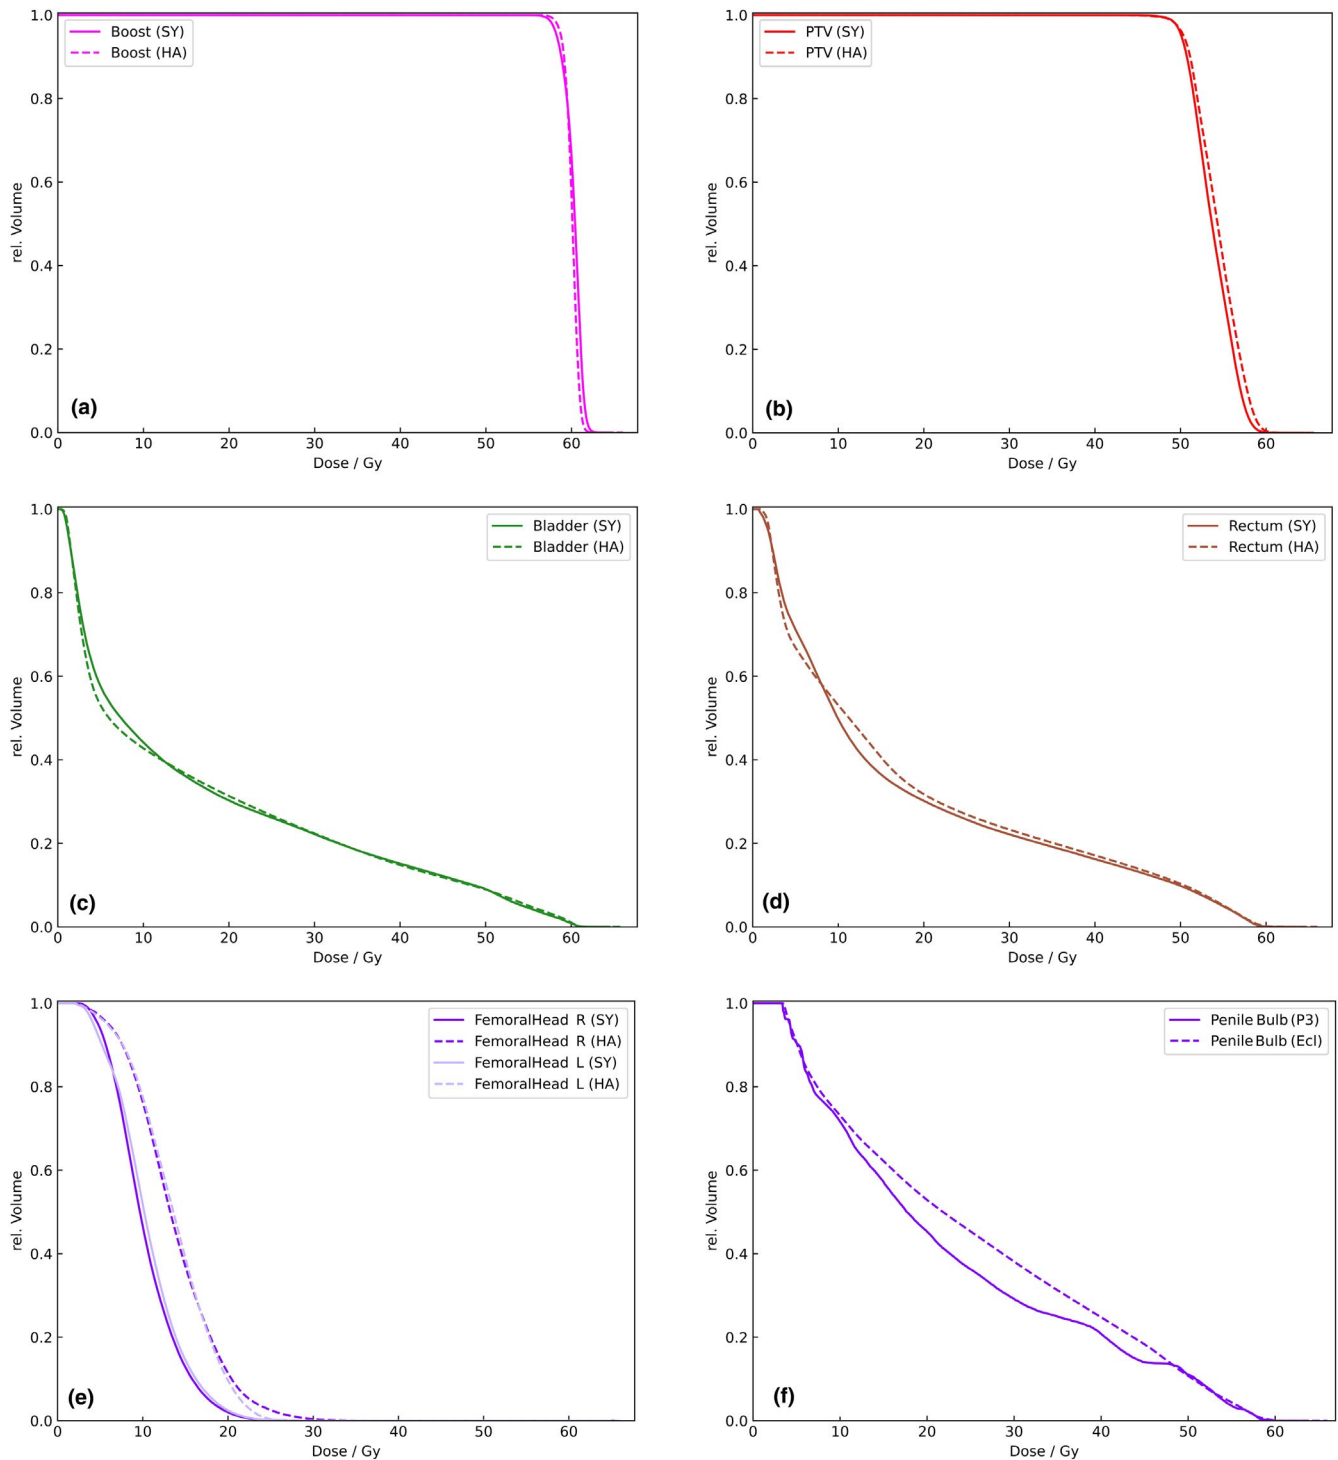 1.0
0.8
0.6
0.4
0.2
0.0
rel. Volume
Boost (SY)
Boost (HA)
(a)
0 10 20 30 40 50 60
Dose / Gy
1.0
0.8
0.6
0.4
0.2
0.0
rel. Volume
PTV (SY)
PTV (HA)
(b)
0 10 20 30 40 50 60
Dose / Gy
1.0
0.8
0.6
0.4
0.2
0.0
rel. Volume
Bladder (SY)
Bladder (HA)
(c)
0 10 20 30 40 50 60
Dose / Gy
1.0
0.8
0.6
0.4
0.2
0.0
rel. Volume
Rectum (SY)
Rectum (HA)
(d)
0 10 20 30 40 50 60
Dose / Gy
1.0
0.8
0.6
0.4
0.2
0.0
rel. Volume
FemoralHead R (SY)
FemoralHead R (HA)
FemoralHead L (SY)
FemoralHead L (HA)
(e)
0 10 20 30 40 50 60
Dose / Gy
1.0
0.8
0.6
0.4
0.2
0.0
rel. Volume
Penile Bulb (P3)
Penile Bulb (Ecl)
(f)
0 10 20 30 40 50 60
Dose / Gy